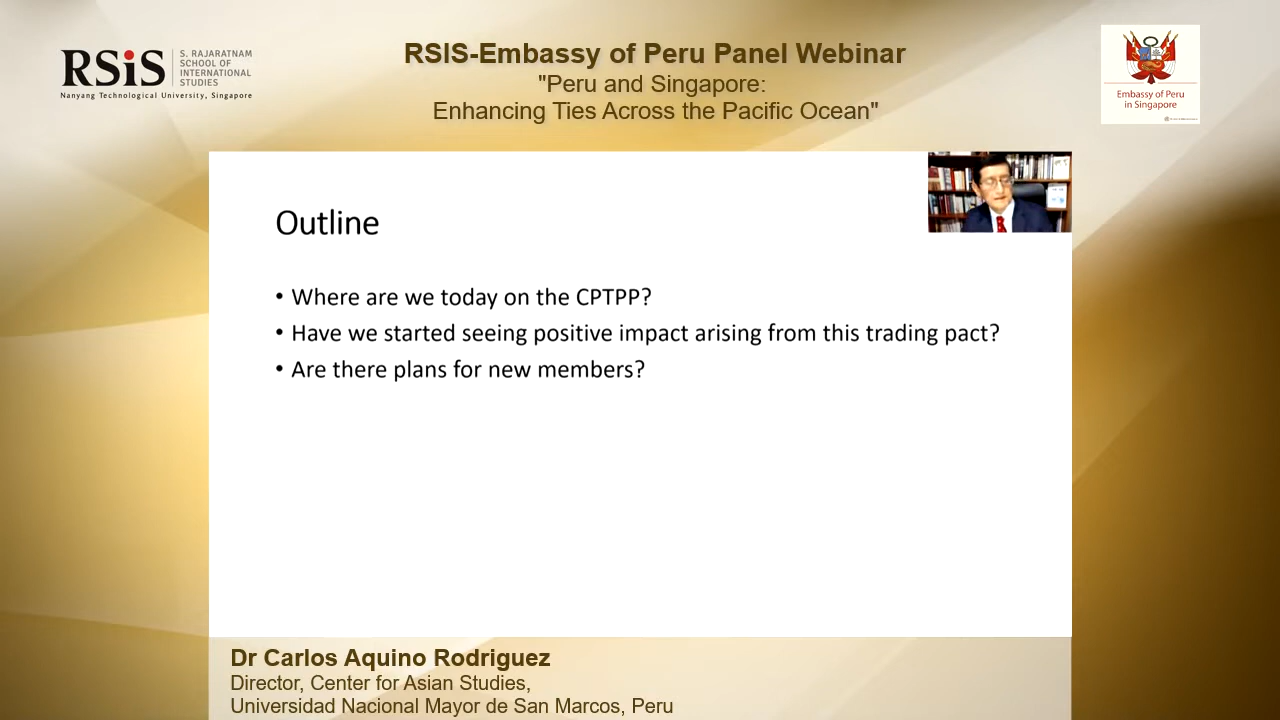 RSiS
S. RAJARATNAM
SCHOOL OF
INTERNATIONAL
STUDIES
Nanyang Technological University, Singapore
RSIS-Embassy of Peru Panel Webinar
"Peru and Singapore:
Enhancing Ties Across the Pacific Ocean"
Embassy of Peru
in Singapore
Outline
• Where are we today on the CPTPP?
• Have we started seeing positive impact arising from this trading pact?
• Are there plans for new members?
Dr Carlos Aquino Rodriguez
Director, Center for Asian Studies,
Universidad Nacional Mayor de San Marcos, Peru